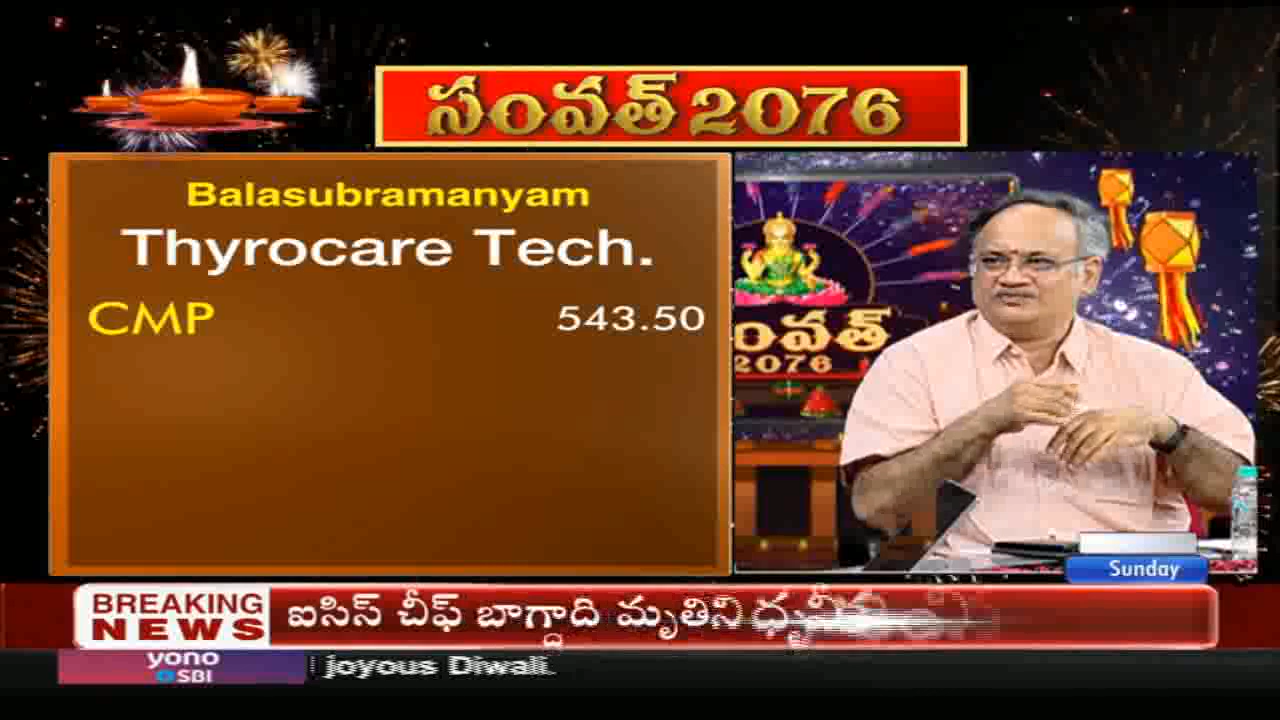 సంవత్ 2076
Balasubramanyam
Thyrocare Tech.
CMP 543.50
సంవత్
2076
Sunday
BREAKING
NEWS
ఐసిస్ చీఫ్ బాగ్దాది మృతిని
yono
SBI
joyous Diwali.